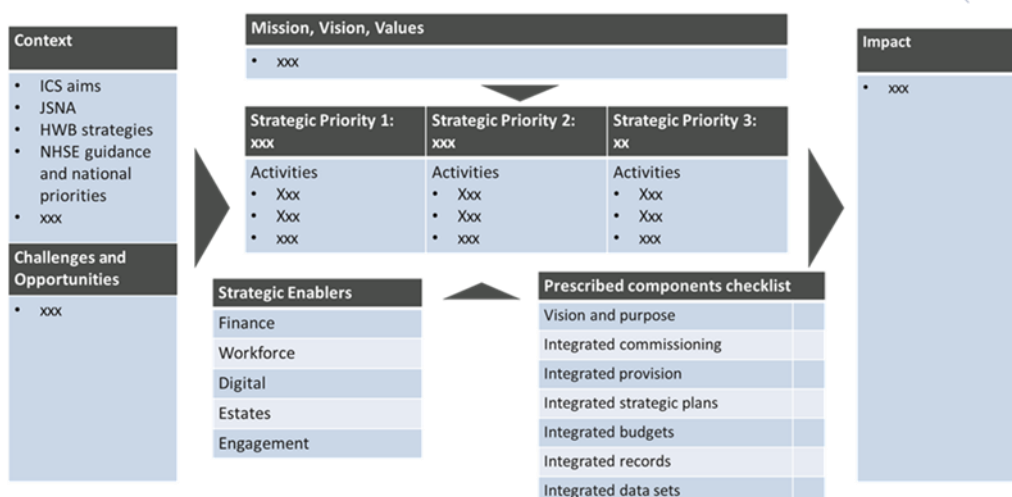 Context
• ICS aims
• JSNA
• HWB strategies
• NHSE guidance
and national
priorities
• xxx
Challenges and
Opportunities
• xxx
Mission, Vision, Values
• xxx
Strategic Priority 1:
xxx
Activities
• Xxx
• Xxx
• xxx
Strategic Priority 2:
xxx
Activities
• Xxx
• Xxx
• xxx
Strategic Priority 3:
xx
Activities
• Xxx
• Xxx
• xxx
Strategic Enablers
Finance
Workforce
Digital
Estates
Engagement
Prescribed components checklist
Vision and purpose
Integrated commissioning
Integrated provision
Integrated strategic plans
Integrated budgets
Integrated records
Integrated data sets
Impact
• xxx